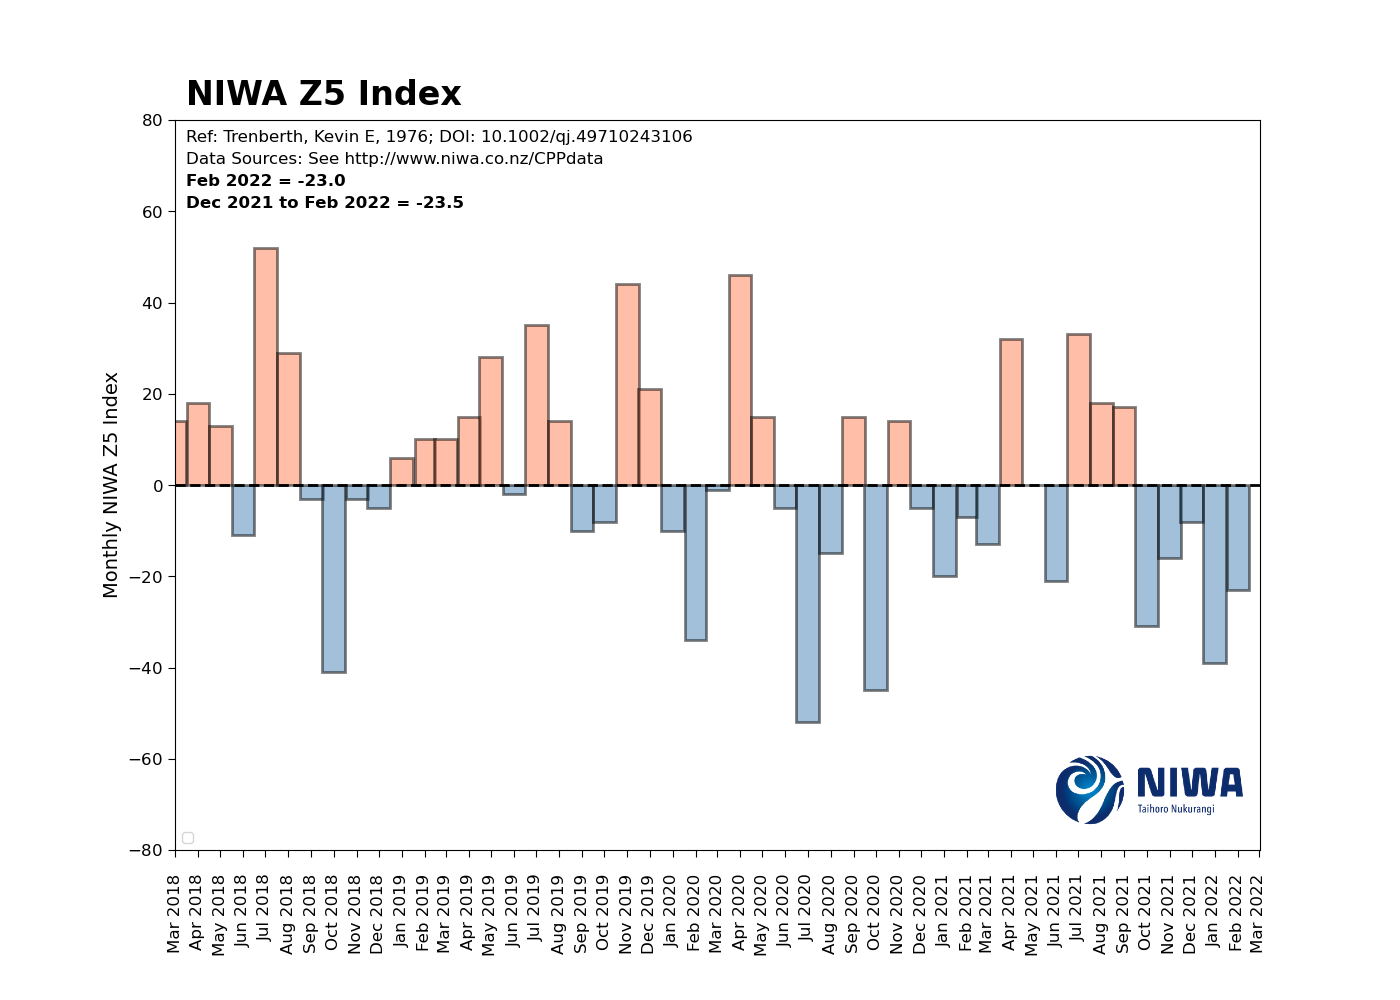 NIWA Z5 Index
Ref: Trenberth, Kevin E, 1976; DOI: 10.1002/qj.49710243106
Data Sources: See http://www.niwa.co.nz/CPPdata
Feb 2022 = -23.0
Dec 2021 to Feb 2022 = -23.5
Monthly NIWA Z5 Index
80
60
40
20
0
−20
−40
−60
−80
NIWA
Taihoro Nukurangi
Mar 2018
Apr 2018
May 2018
Jun 2018
Jul 2018
Aug 2018
Sep 2018
Oct 2018
Nov 2018
Dec 2018
Jan 2019
Feb 2019
Mar 2019
Apr 2019
May 2019
Jun 2019
Jul 2019
Aug 2019
Sep 2019
Oct 2019
Nov 2019
Dec 2019
Jan 2020
Feb 2020
Mar 2020
Apr 2020
May 2020
Jun 2020
Jul 2020
Aug 2020
Sep 2020
Oct 2020
Nov 2020
Dec 2020
Jan 2021
Feb 2021
Mar 2021
Apr 2021
May 2021
Jun 2021
Jul 2021
Aug 2021
Sep 2021
Oct 2021
Nov 2021
Dec 2021
Jan 2022
Feb 2022
Mar 2022